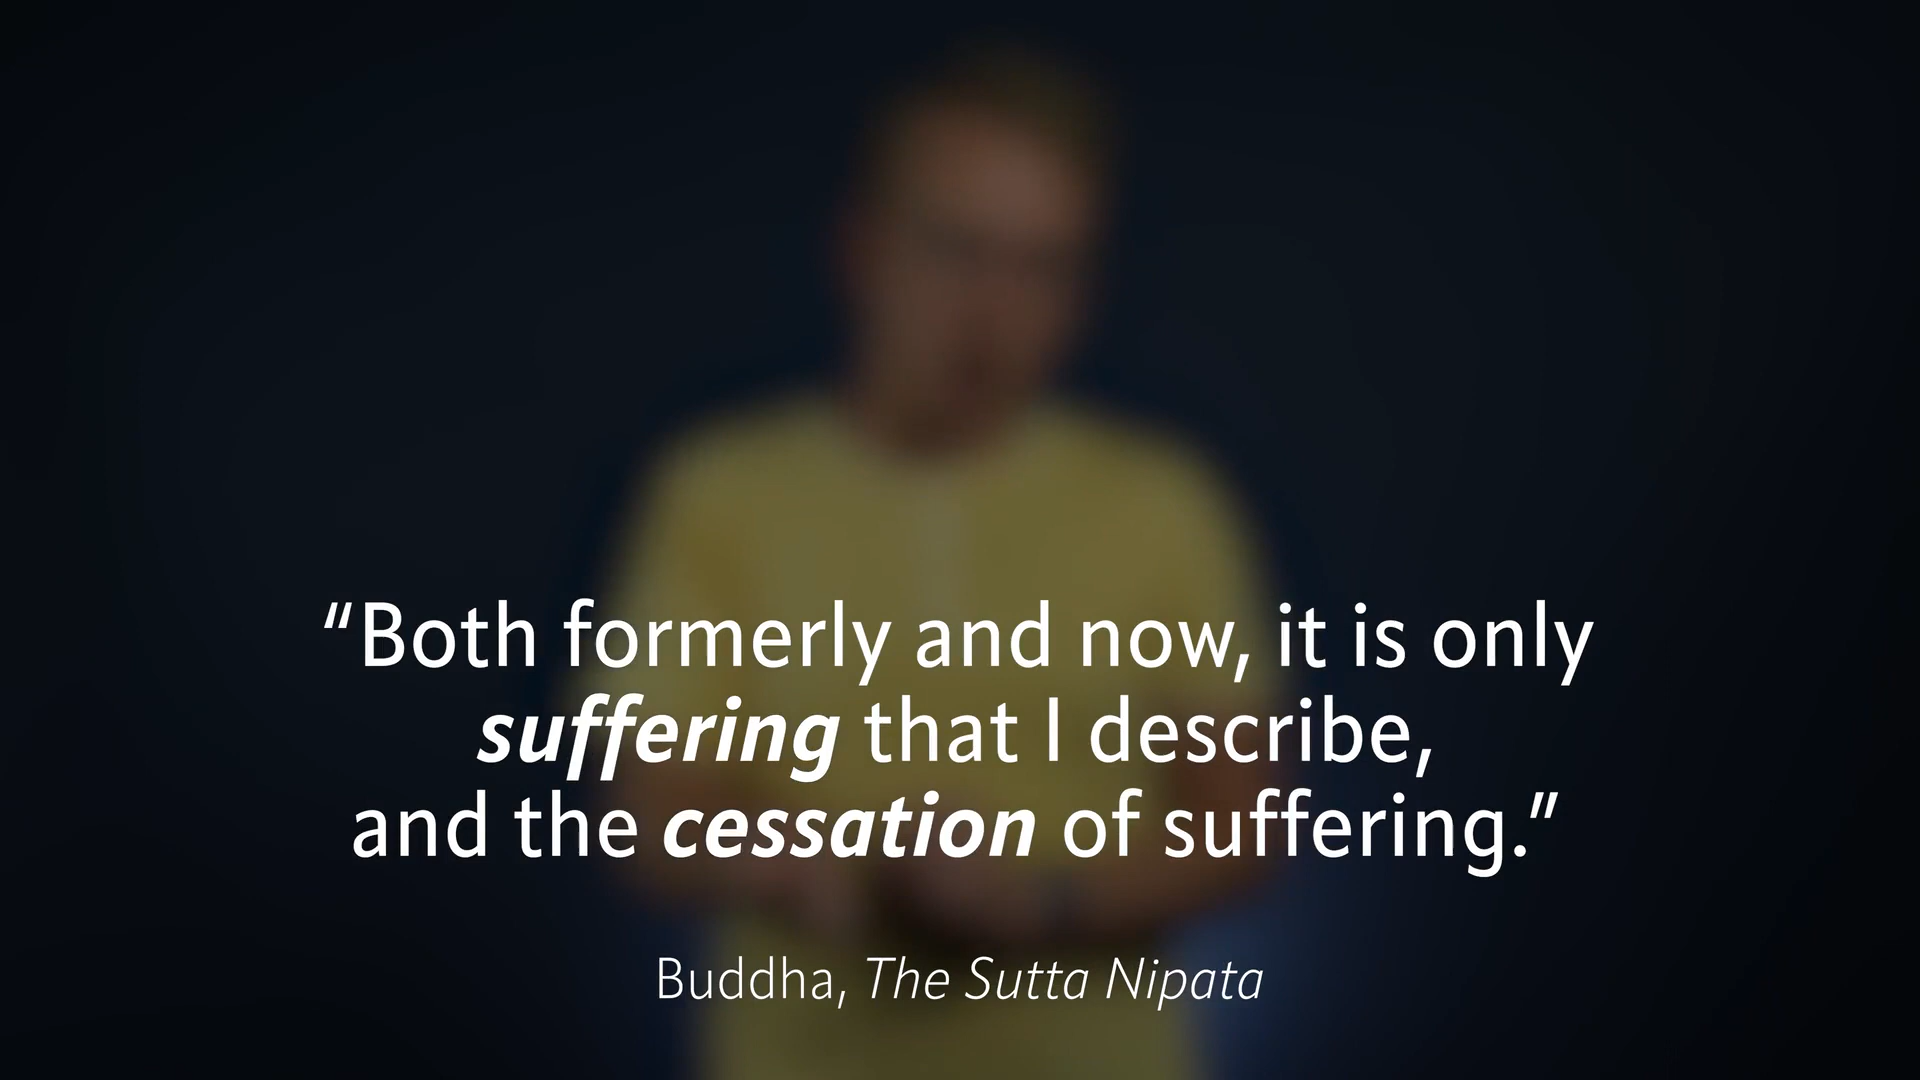 “Both formerly and now, it is only
suffering that I describe,
and the cessation of suffering.”
Buddha, The Sutta Nipata